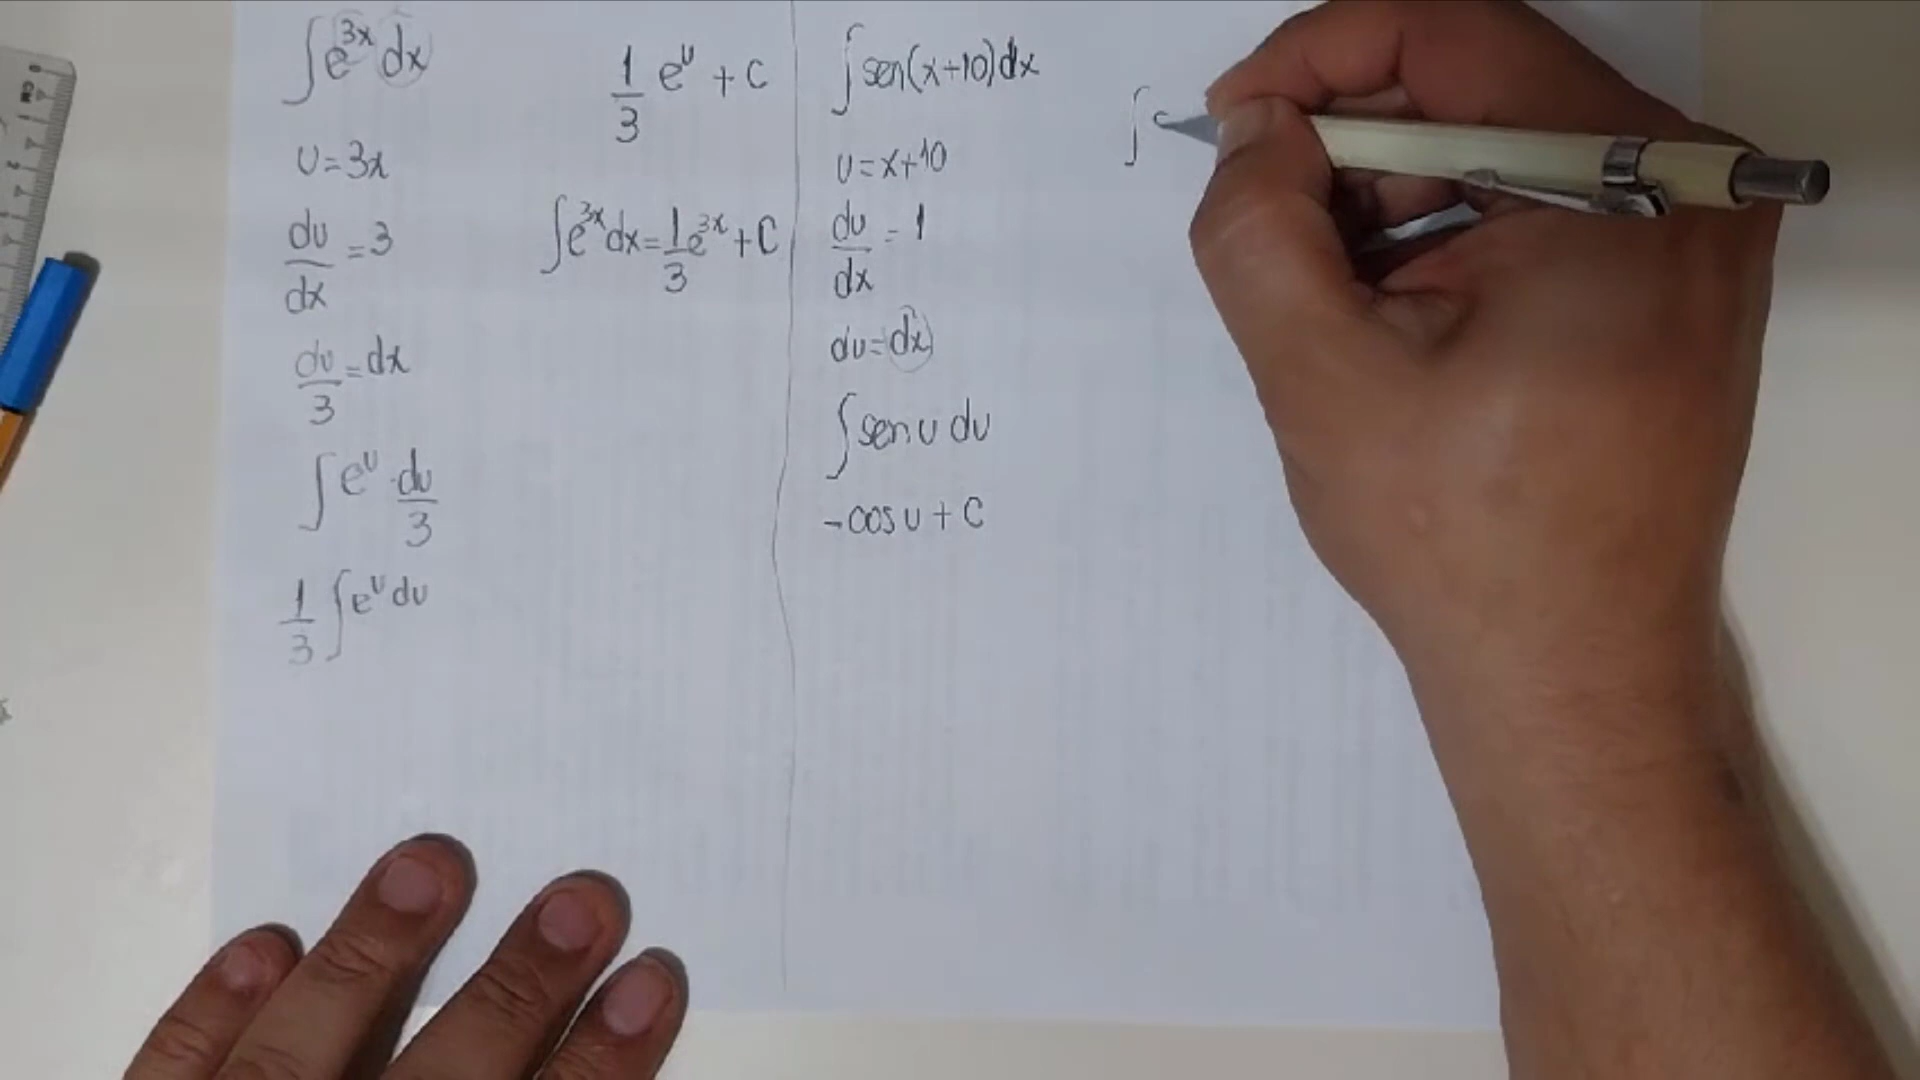 ∫e^{3x} dx
u=3x
du/dx=3
du/3=dx
∫e^u·du/3
1/3 ∫e^u du
1/3 e^u + C
∫e^{3x}dx=1/3 e^{3x}+C
∫sen(x+10)dx
u=x+10
du/dx=1
du=dx
∫sen u du
-cos u + C
∫